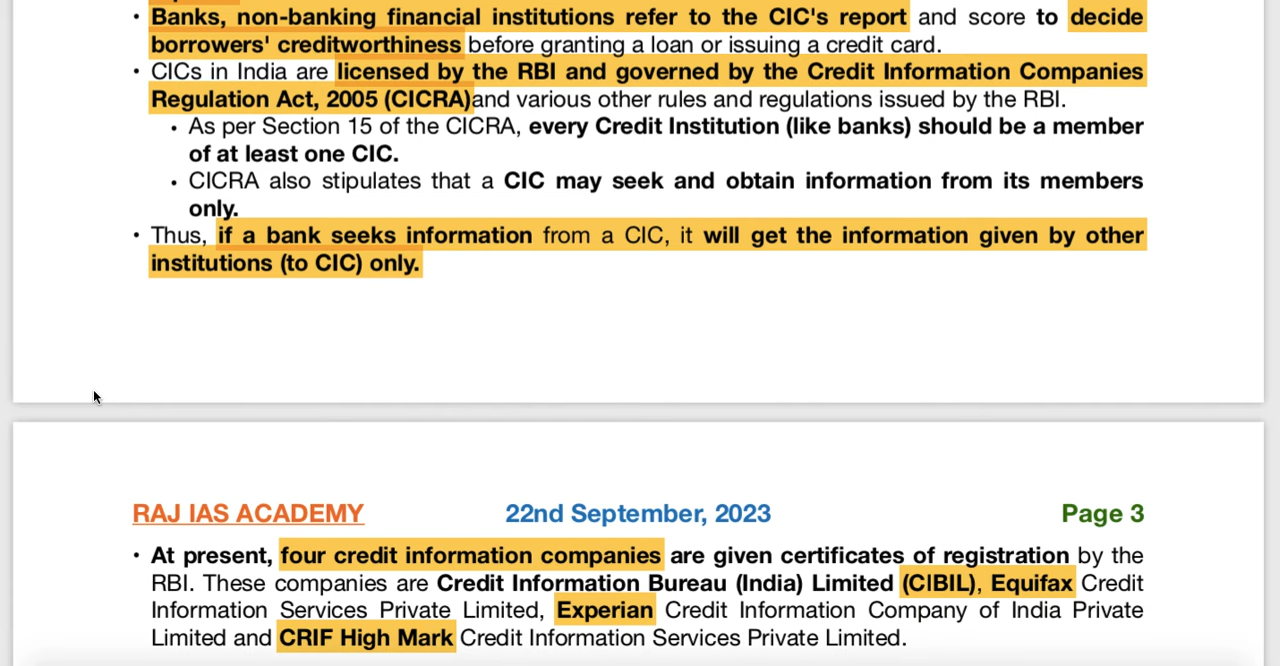 • Banks, non-banking financial institutions refer to the CIC's report and score to decide
borrowers' creditworthiness before granting a loan or issuing a credit card.
• CICs in India are licensed by the RBI and governed by the Credit Information Companies
Regulation Act, 2005 (CICRA)and various other rules and regulations issued by the RBI.
• As per Section 15 of the CICRA, every Credit Institution (like banks) should be a member
of at least one CIC.
• CICRA also stipulates that a CIC may seek and obtain information from its members
only.
• Thus, if a bank seeks information from a CIC, it will get the information given by other
institutions (to CIC) only.
RAJ IAS ACADEMY 22nd September, 2023 Page 3
• At present, four credit information companies are given certificates of registration by the
RBI. These companies are Credit Information Bureau (India) Limited (CIBIL), Equifax Credit
Information Services Private Limited, Experian Credit Information Company of India Private
Limited and CRIF High Mark Credit Information Services Private Limited.